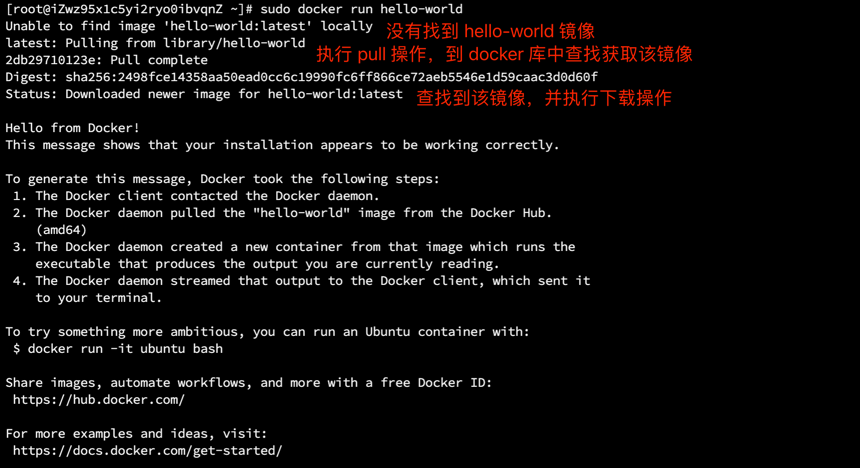 [root@iZwz95x1c5yi2ryo0ibvqnZ ~]# sudo docker run hello-world
Unable to find image 'hello-world:latest' locally 没有找到 hello-world 镜像
latest: Pulling from library/hello-world
执行 pull 操作，到 docker 库中查找获取该镜像
2db29710123e: Pull complete
Digest: sha256:2498fce14358aa50ead0cc6c19990fc6ff866ce72aeb5546e1d59caac3d0d60f
Status: Downloaded newer image for hello-world:latest 查找到该镜像，并执行下载操作
Hello from Docker!
This message shows that your installation appears to be working correctly.
To generate this message, Docker took the following steps:
1. The Docker client contacted the Docker daemon.
2. The Docker daemon pulled the "hello-world" image from the Docker Hub.
(amd64)
3. The Docker daemon created a new container from that image which runs the
executable that produces the output you are currently reading.
4. The Docker daemon streamed that output to the Docker client, which sent it
to your terminal.
To try something more ambitious, you can run an Ubuntu container with:
$ docker run -it ubuntu bash
Share images, automate workflows, and more with a free Docker ID:
https://hub.docker.com/
For more examples and ideas, visit:
https://docs.docker.com/get-started/